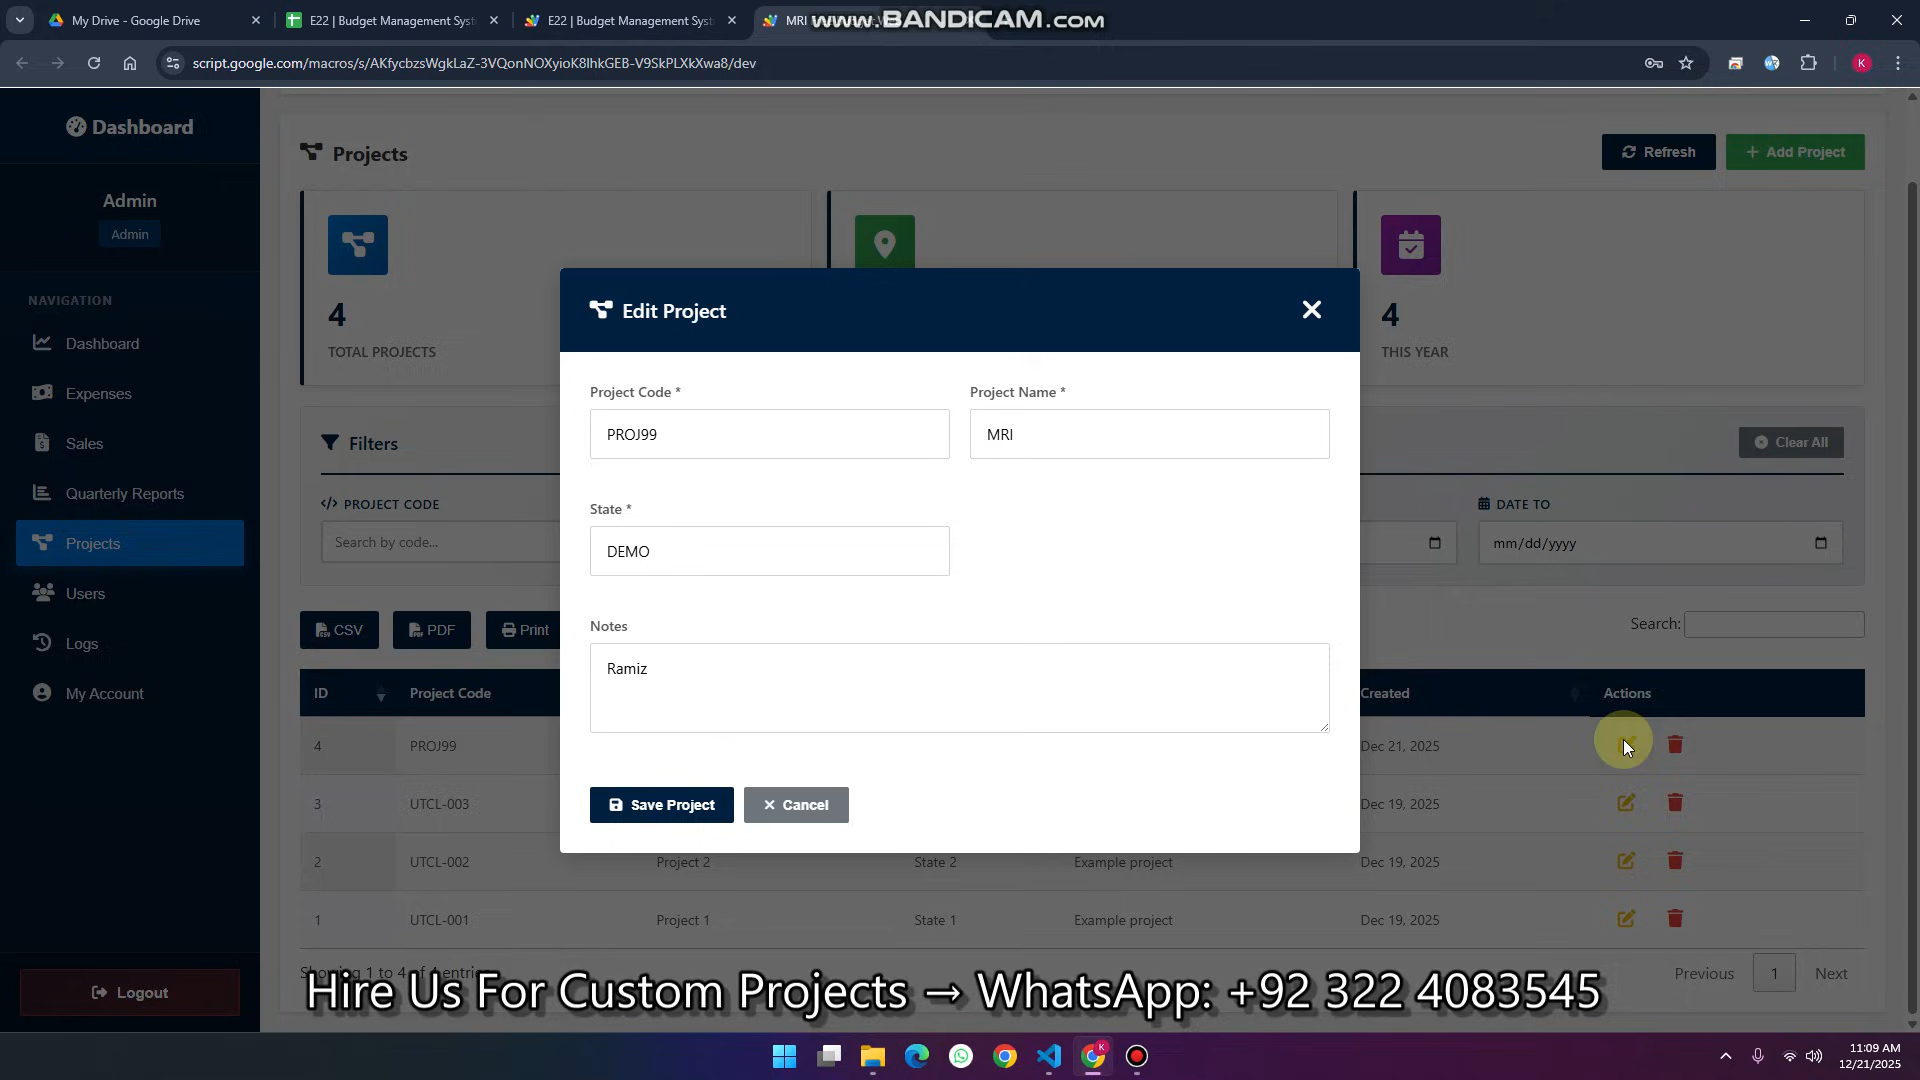 My Drive - Google Drive
E22 | Budget Management Syst
E22 | Budget Management Syst
MRI
www.BANDICAM.com
script.google.com/macros/s/AKfycbzsWgkLaZ-3VQonNOXyioK8lhkGEB-V9SkPLXkXwa8/dev
K
Dashboard
Admin
Admin
NAVIGATION
Dashboard
Expenses
Sales
Quarterly Reports
Projects
Users
Logs
My Account
Logout
Projects
Refresh
+ Add Project
4
TOTAL PROJECTS
4
THIS YEAR
Filters
Clear All
</> PROJECT CODE
DATE TO
Search by code...
mm/dd/yyyy
CSV
PDF
Print
Search:
ID
Project Code
Created
Actions
4
PROJ99
Dec 21, 2025
3
UTCL-003
Dec 19, 2025
2
UTCL-002
Project 2
State 2
Example project
Dec 19, 2025
1
UTCL-001
Project 1
State 1
Example project
Dec 19, 2025
Showing 1 to 4 of 4 entries
Previous
1
Next
Edit Project
Project Code *
Project Name *
PROJ99
MRI
State *
DEMO
Notes
Ramiz
Save Project
Cancel
Hire Us For Custom Projects → WhatsApp: +92 322 4083545
K
11:09 AM
12/21/2025